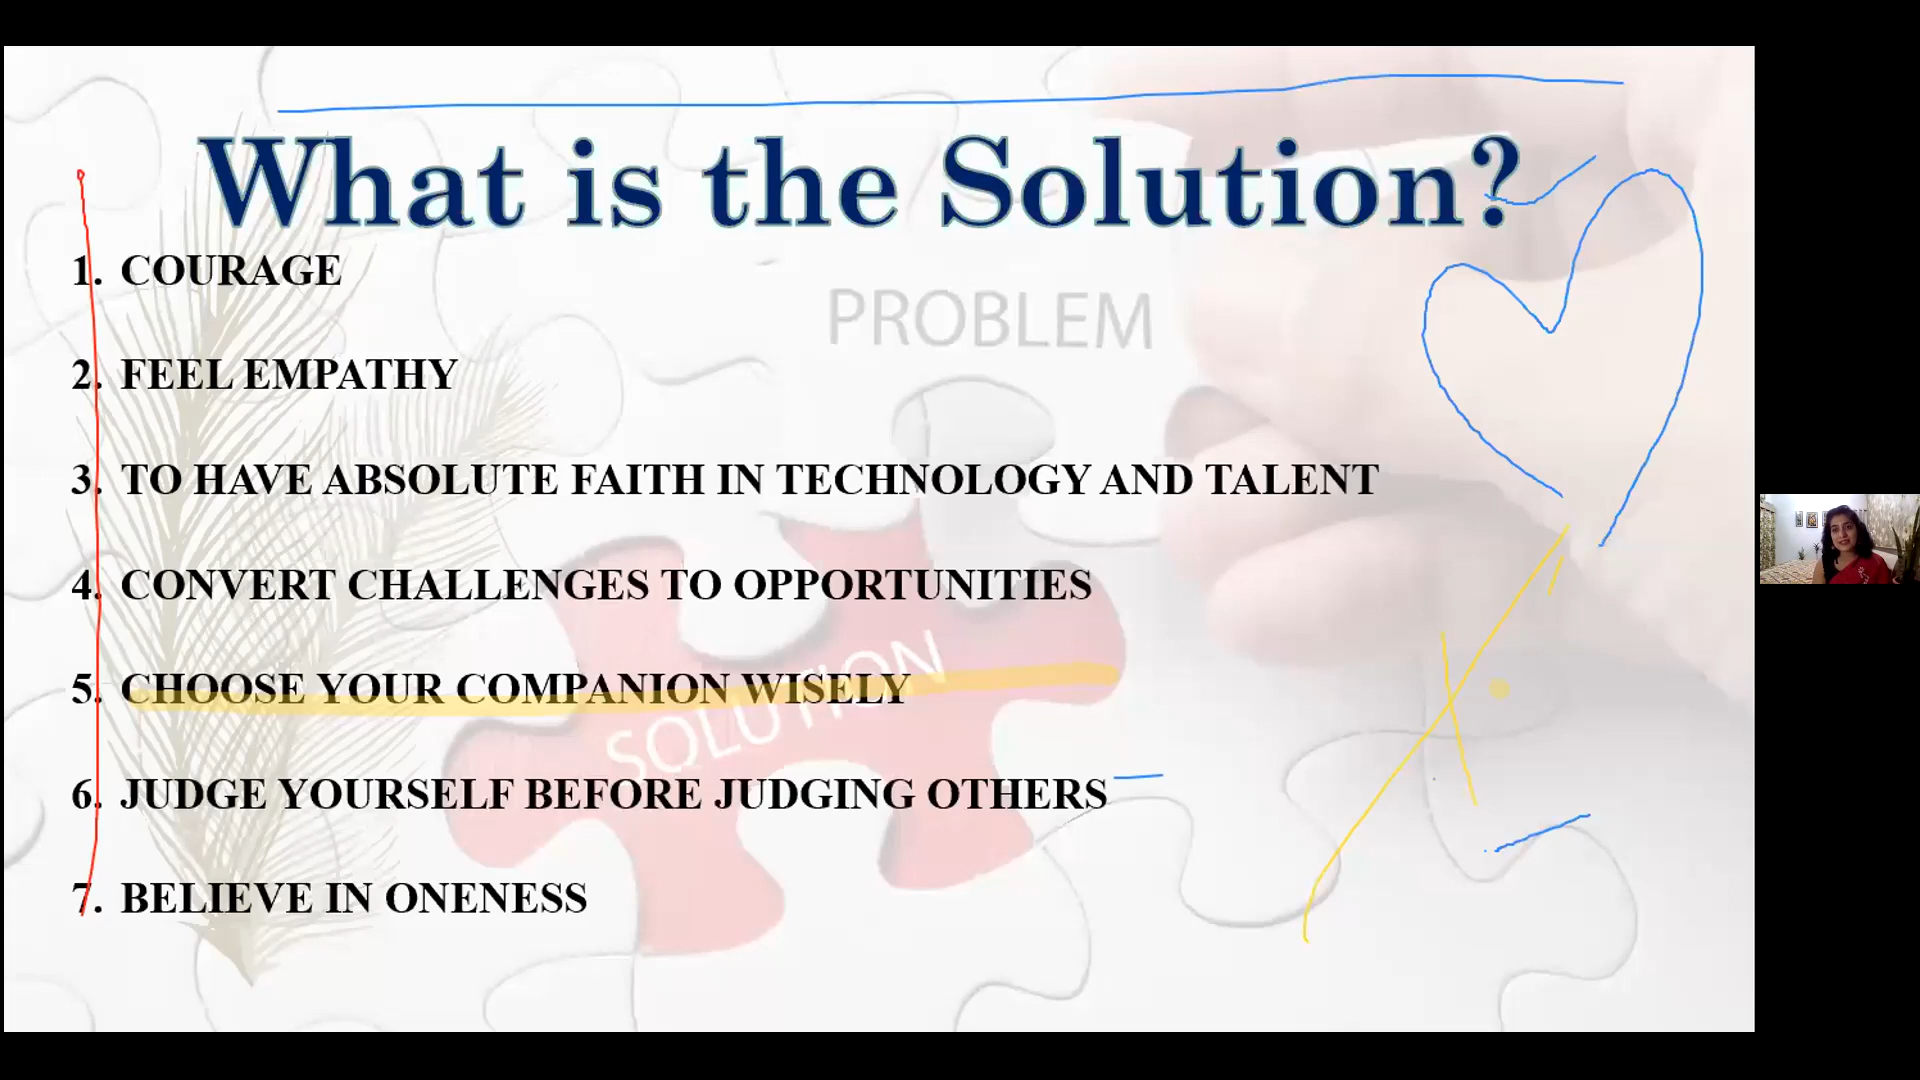 What is the Solution?
1. COURAGE
PROBLEM
2. FEEL EMPATHY
3. TO HAVE ABSOLUTE FAITH IN TECHNOLOGY AND TALENT
4. CONVERT CHALLENGES TO OPPORTUNITIES
5. CHOOSE YOUR COMPANION WISELY
SOLUTION
6. JUDGE YOURSELF BEFORE JUDGING OTHERS
7. BELIEVE IN ONENESS